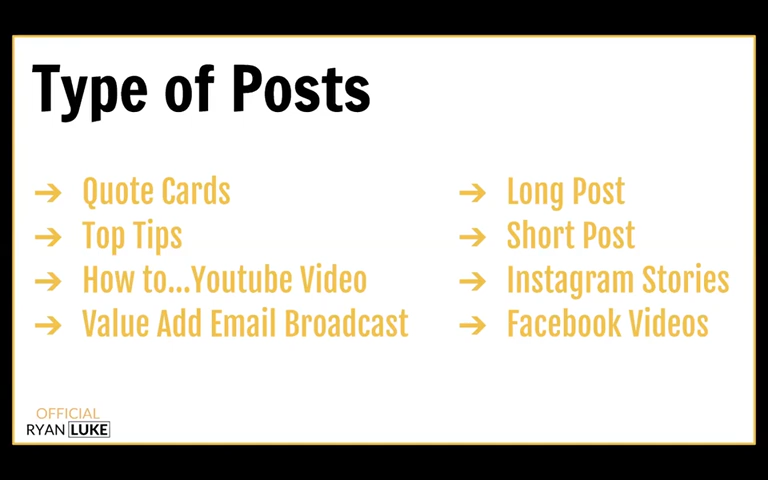 Type of Posts
→ Quote Cards
→ Top Tips
→ How to...Youtube Video
→ Value Add Email Broadcast
→ Long Post
→ Short Post
→ Instagram Stories
→ Facebook Videos
OFFICIAL
RYAN LUKE